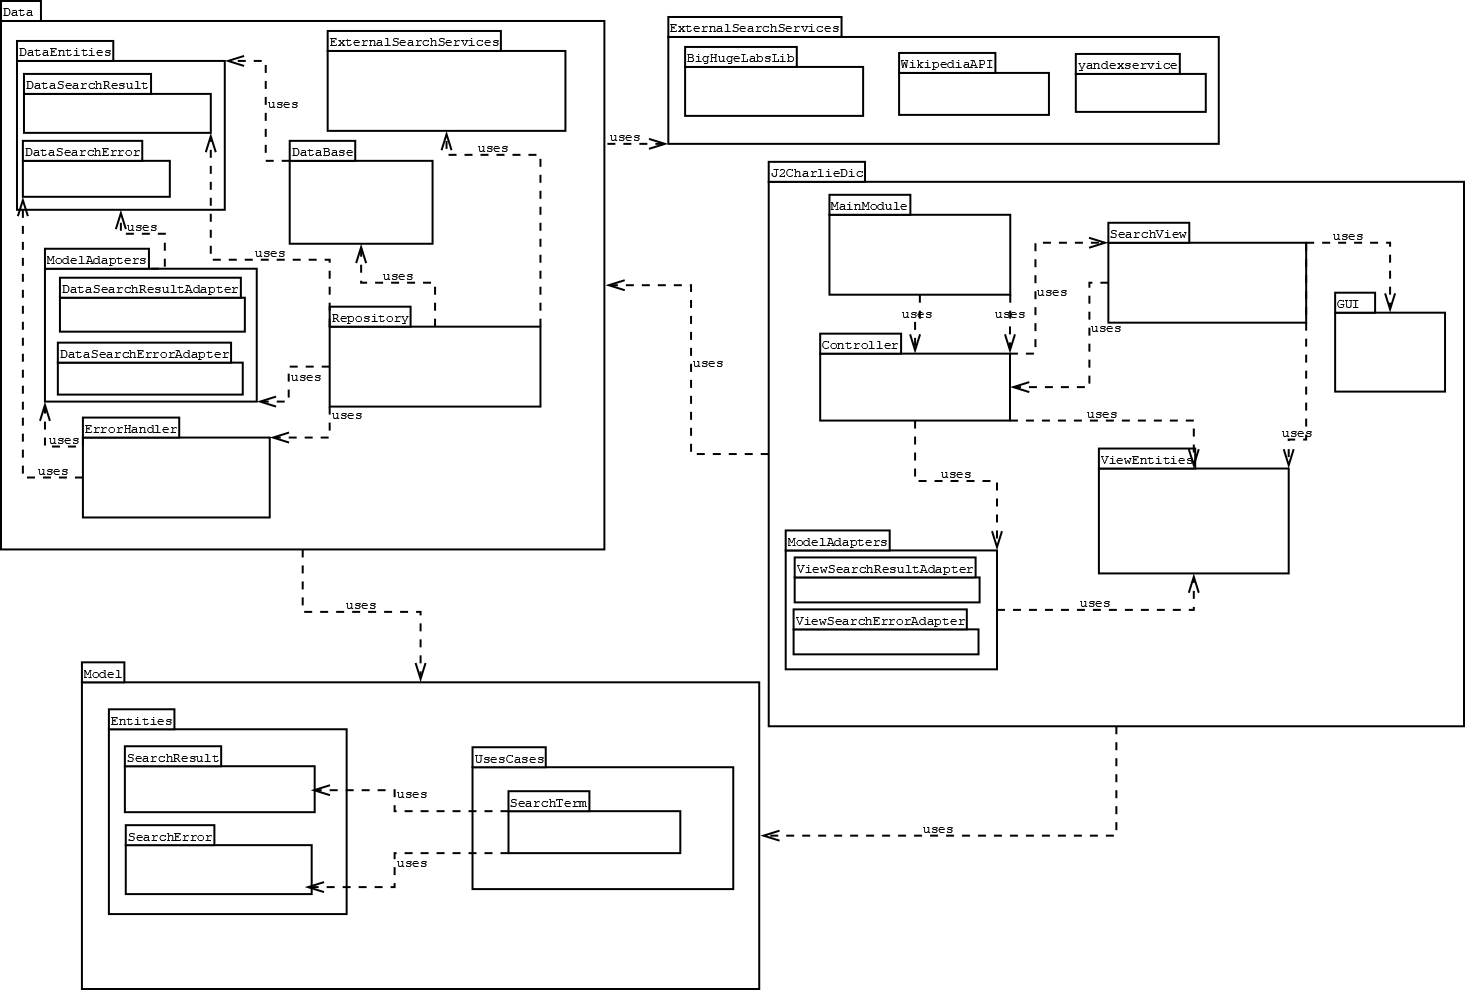 Data
DataEntities
DataSearchResult
DataSearchError
uses
ExternalSearchServices
uses
DataBase
uses
uses
uses
ModelAdapters
DataSearchResultAdapter
DataSearchErrorAdapter
Repository
uses
uses
ErrorHandler
uses
uses
uses
ExternalSearchServices
BigHugeLabsLib
WikipediaAPI
yandexservice
uses
J2CharlieDic
MainModule
uses
uses
Controller
uses
uses
SearchView
uses
GUI
uses
uses
ViewEntities
uses
ModelAdapters
ViewSearchResultAdapter
ViewSearchErrorAdapter
uses
uses
Model
Entities
SearchResult
SearchError
uses
uses
UsesCases
SearchTerm
uses